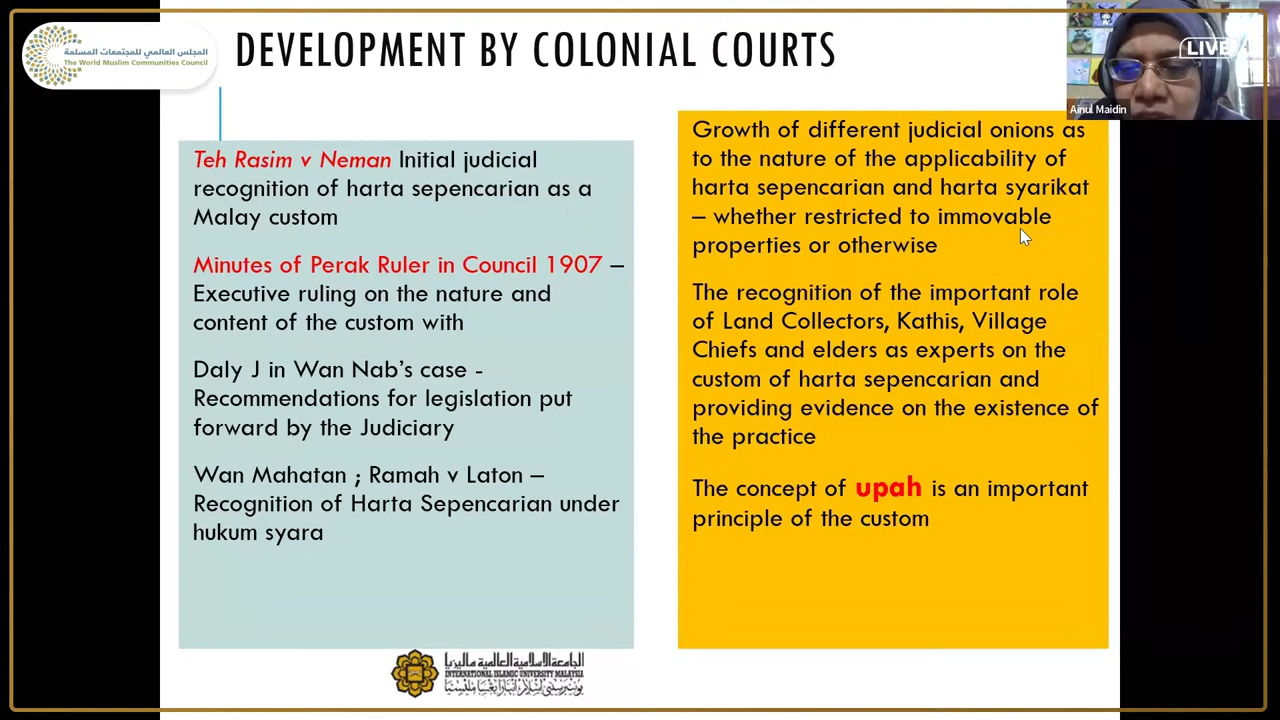 المجلس العالمي للمجتمعات المسلمة
The World Muslim Communities Council
DEVELOPMENT BY COLONIAL COURTS
LIVE
Ainul Maidin
Teh Rasim v Neman Initial judicial
recognition of harta sepencarian as a
Malay custom
Minutes of Perak Ruler in Council 1907 –
Executive ruling on the nature and
content of the custom with
Daly J in Wan Nab’s case -
Recommendations for legislation put
forward by the Judiciary
Wan Mahatan ; Ramah v Laton –
Recognition of Harta Sepencarian under
hukum syara
Growth of different judicial onions as
to the nature of the applicability of
harta sepencarian and harta syarikat
– whether restricted to immovable
properties or otherwise
The recognition of the important role
of Land Collectors, Kathis, Village
Chiefs and elders as experts on the
custom of harta sepencarian and
providing evidence on the existence of
the practice
The concept of upah is an important
principle of the custom
الجامعة الإسلامية العالمية ماليزيا
INTERNATIONAL ISLAMIC UNIVERSITY MALAYSIA